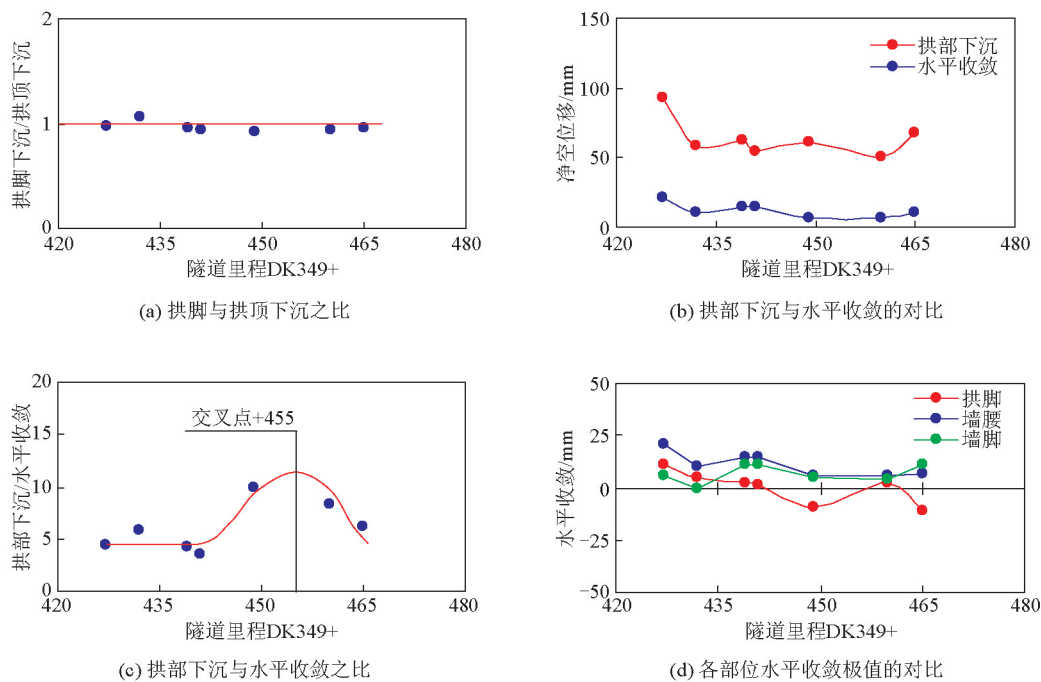 2
1
0
420
435
450
465
480
拱脚下沉/拱顶下沉
隧道里程DK349+
(a) 拱脚与拱顶下沉之比
150
100
50
0
420
435
450
465
480
净空位移/mm
拱部下沉
水平收敛
隧道里程DK349+
(b) 拱部下沉与水平收敛的对比
20
15
10
5
0
420
435
450
465
480
拱部下沉/水平收敛
交叉点+455
隧道里程DK349+
(c) 拱部下沉与水平收敛之比
50
25
0
−25
−50
420
435
450
465
480
水平收敛/mm
拱脚
墙腰
墙脚
隧道里程DK349+
(d) 各部位水平收敛极值的对比